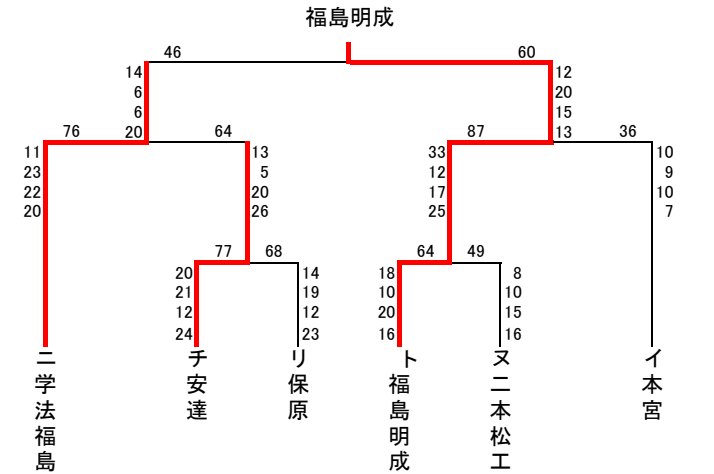 福島明成
46 60
14 12
6 20
6 15
20 13
76 64 87 36
11 13 33 10
23 5 12 9
22 20 17 10
20 26 25 7
77 68 64 49
20 14 18 8
21 19 10 10
12 12 20 15
24 23 16 16
ニ学法福島
チ安達
リ保原
ト福島明成
ヌ二本松工
イ本宮